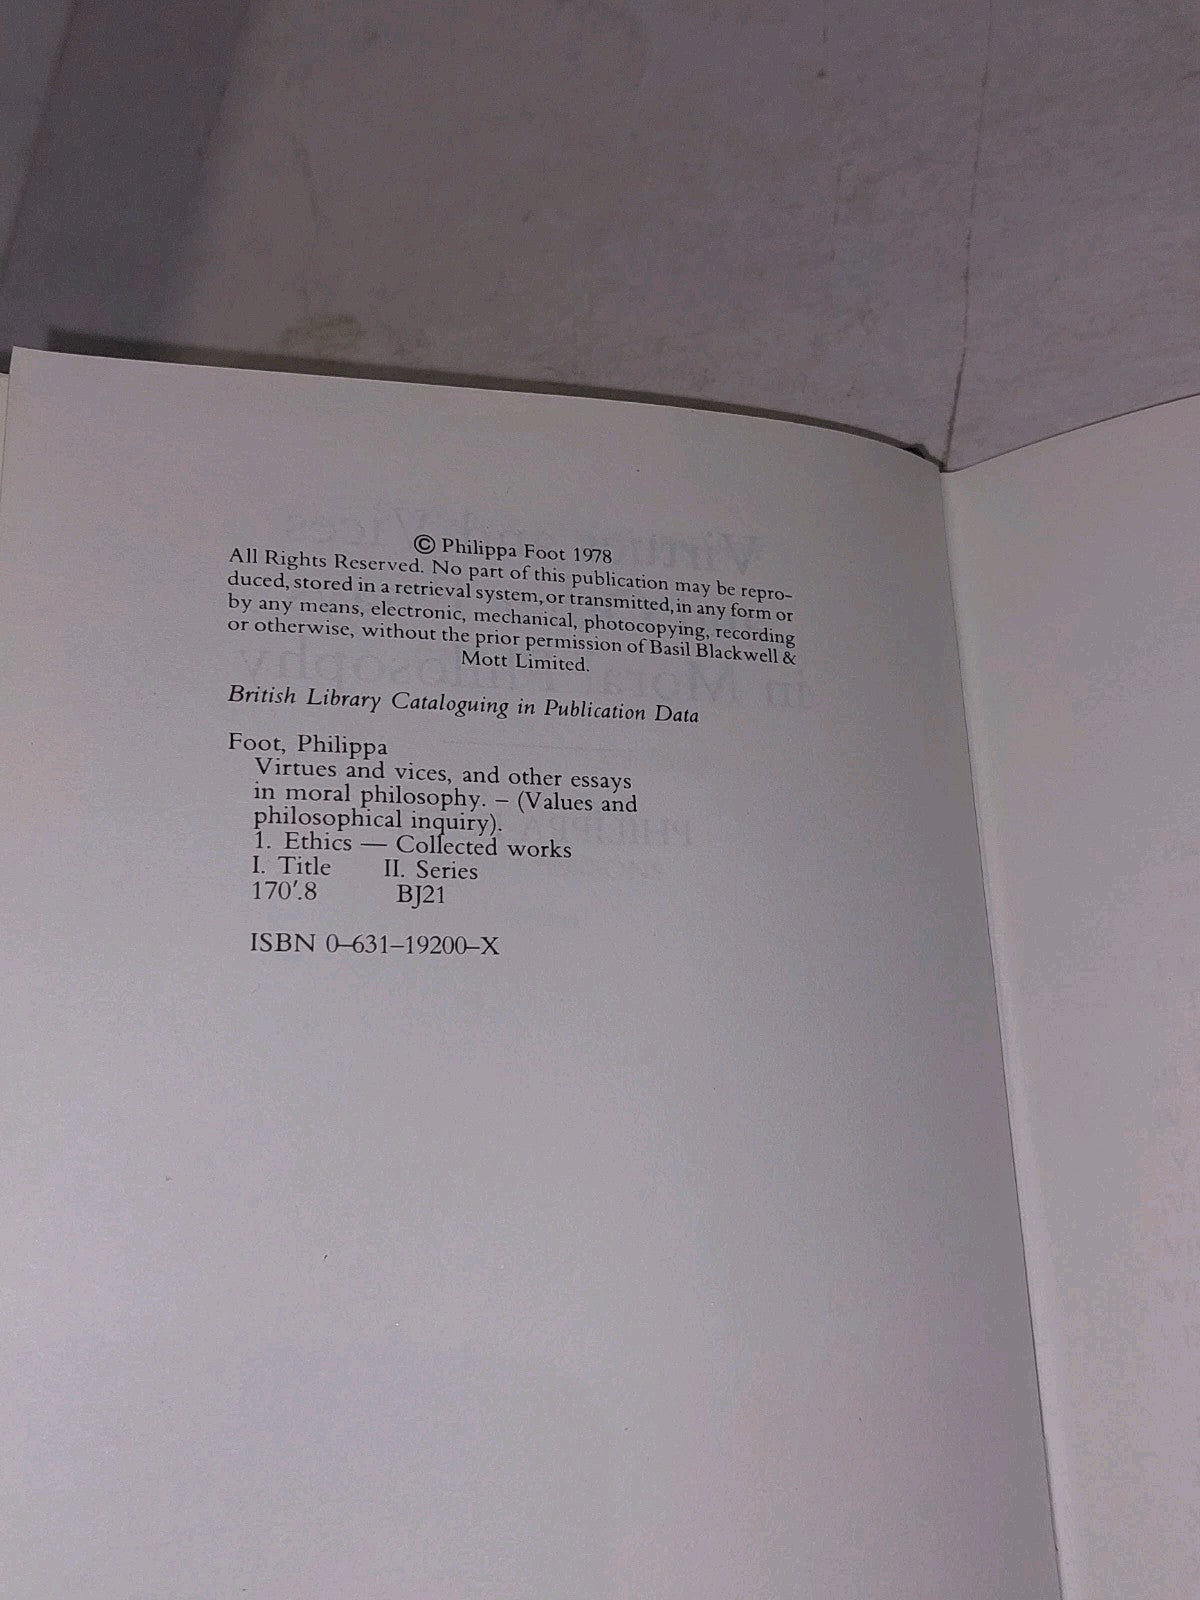 © Philippa Foot 1978
All Rights Reserved. No part of this publication may be repro-
duced, stored in a retrieval system, or transmitted, in any form or
by any means, electronic, mechanical, photocopying, recording
or otherwise, without the prior permission of Basil Blackwell &
Mott Limited.
British Library Cataloguing in Publication Data
Foot, Philippa
Virtues and vices, and other essays
in moral philosophy. – (Values and
philosophical inquiry).
1. Ethics — Collected works
I. Title II. Series
170'.8 BJ21
ISBN 0–631–19200–X